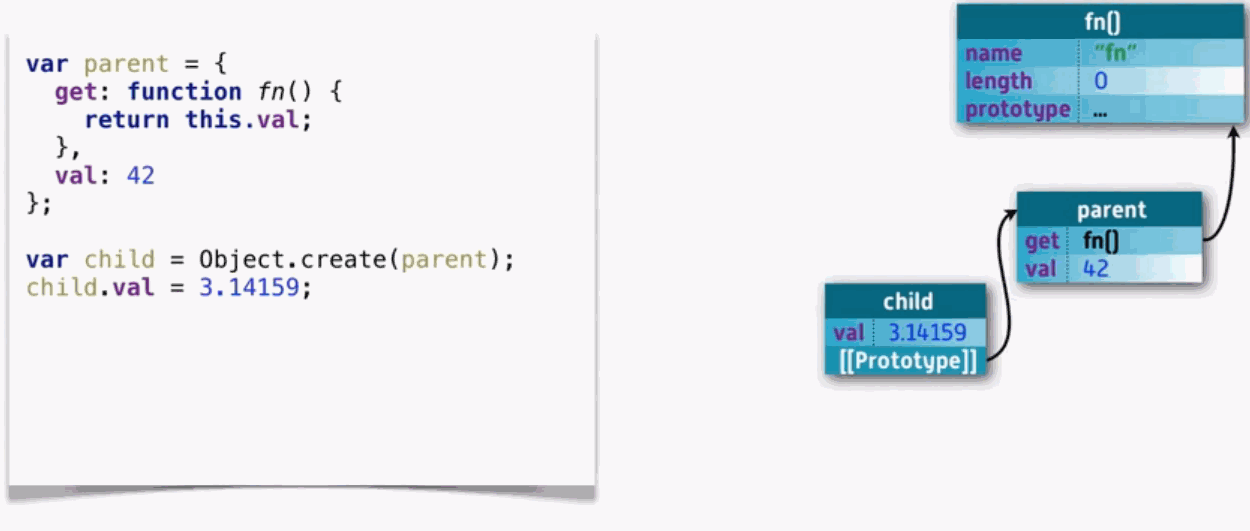 var parent = {
  get: function fn() {
    return this.val;
  },
  val: 42
};

var child = Object.create(parent);
child.val = 3.14159;
fn()
name "fn"
length 0
prototype ...
parent
get fn()
val 42
child
val 3.14159
[[Prototype]]